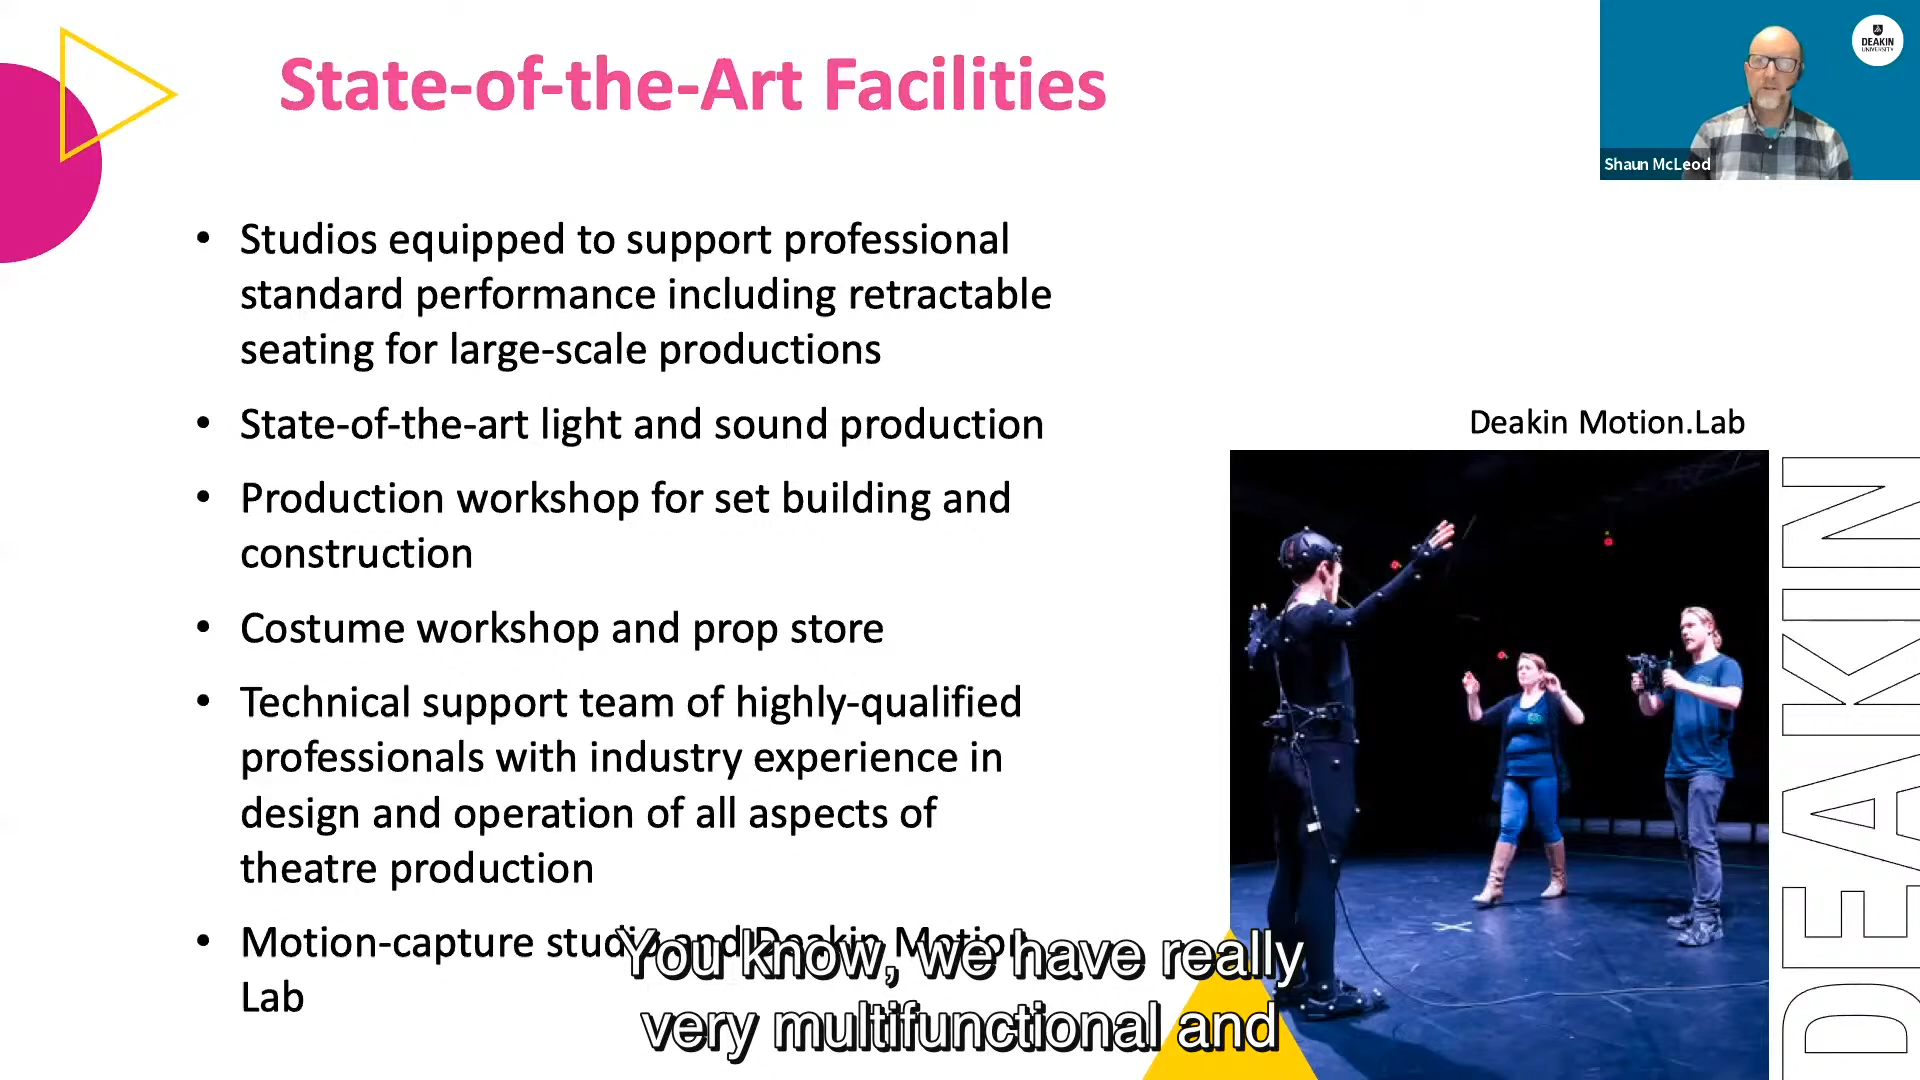 State-of-the-Art Facilities
DEAKIN
UNIVERSITY
Shaun McLeod
• Studios equipped to support professional
standard performance including retractable
seating for large-scale productions
• State-of-the-art light and sound production
• Production workshop for set building and
construction
• Costume workshop and prop store
• Technical support team of highly-qualified
professionals with industry experience in
design and operation of all aspects of
theatre production
• Motion-capture studio and Deakin Motion
Lab
Deakin Motion.Lab
DEAKIN
You know, we have really
very multifunctional and